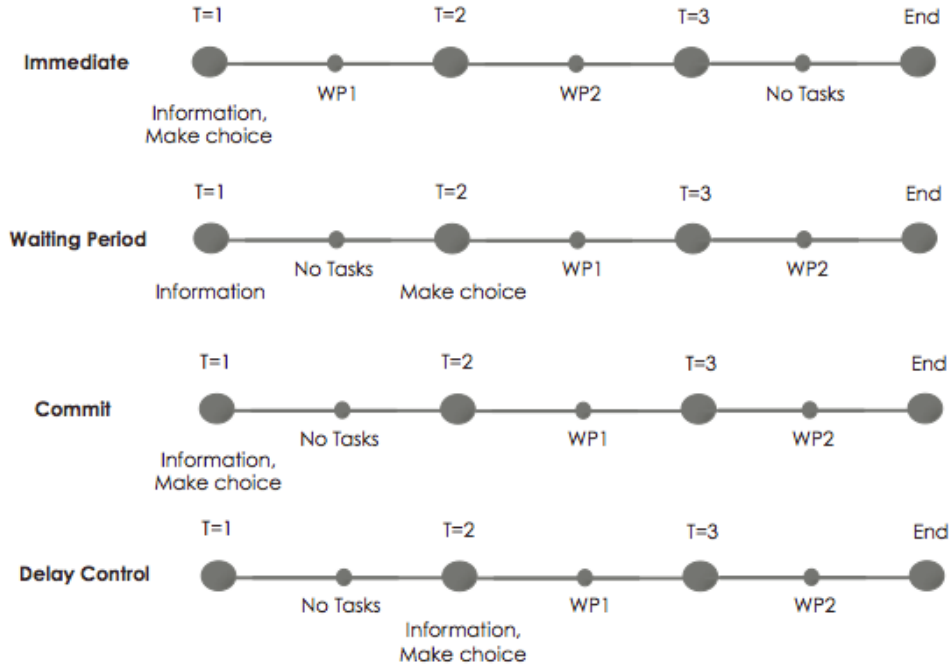 T=1 T=2 T=3 End
Immediate
WP1 WP2 No Tasks
Information,
Make choice
T=1 T=2 T=3 End
Waiting Period
No Tasks WP1 WP2
Information Make choice
T=1 T=2 T=3 End
Commit
No Tasks WP1 WP2
Information,
Make choice
T=1 T=2 T=3 End
Delay Control
No Tasks WP1 WP2
Information,
Make choice